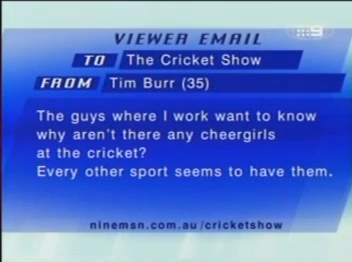 9
VIEWER EMAIL
TO The Cricket Show
FROM Tim Burr (35)
The guys where I work want to know
why aren't there any cheergirls
at the cricket?
Every other sport seems to have them.
ninemsn.com.au/cricketshow